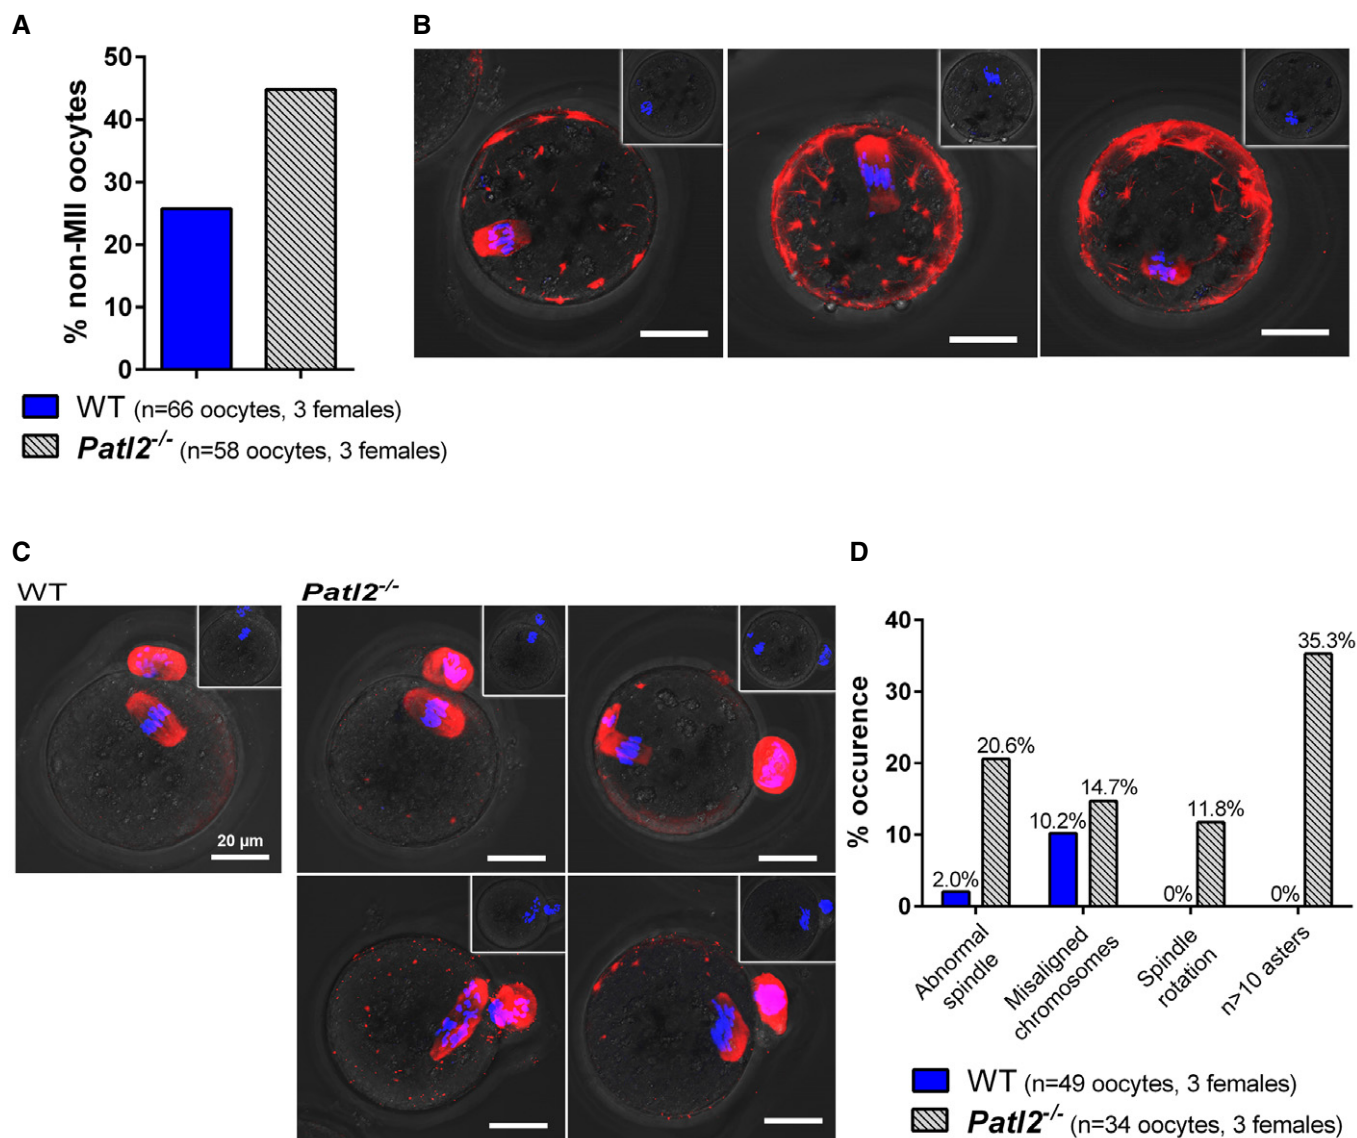 A
% non-MII oocytes
50
40
30
20
10
0
WT (n=66 oocytes, 3 females)
Patl2-/- (n=58 oocytes, 3 females)
B
C
WT
Patl2-/-
20 µm
D
% occurence
40
30
20
10
0
2.0%
20.6%
10.2%
14.7%
0%
11.8%
0%
35.3%
Abnormal
spindle
Misaligned
chromosomes
Spindle
rotation
n>10 asters
WT (n=49 oocytes, 3 females)
Patl2-/- (n=34 oocytes, 3 females)